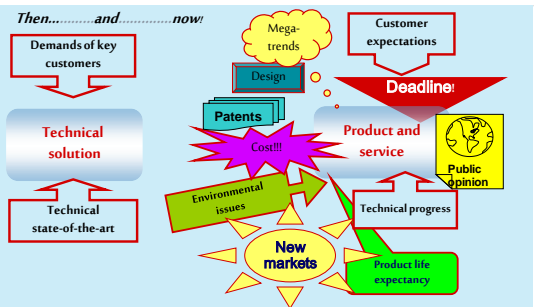 Then...............and...............now!
Demands of key
customers
Technical
solution
Technical
state-of-the-art
Mega-
trends
Customer
expectations
Design
Deadline!
Patents
Cost!!!
Product and
service
Public
opinion
Environmental
issues
Technical progress
New
markets
Product life
expectancy